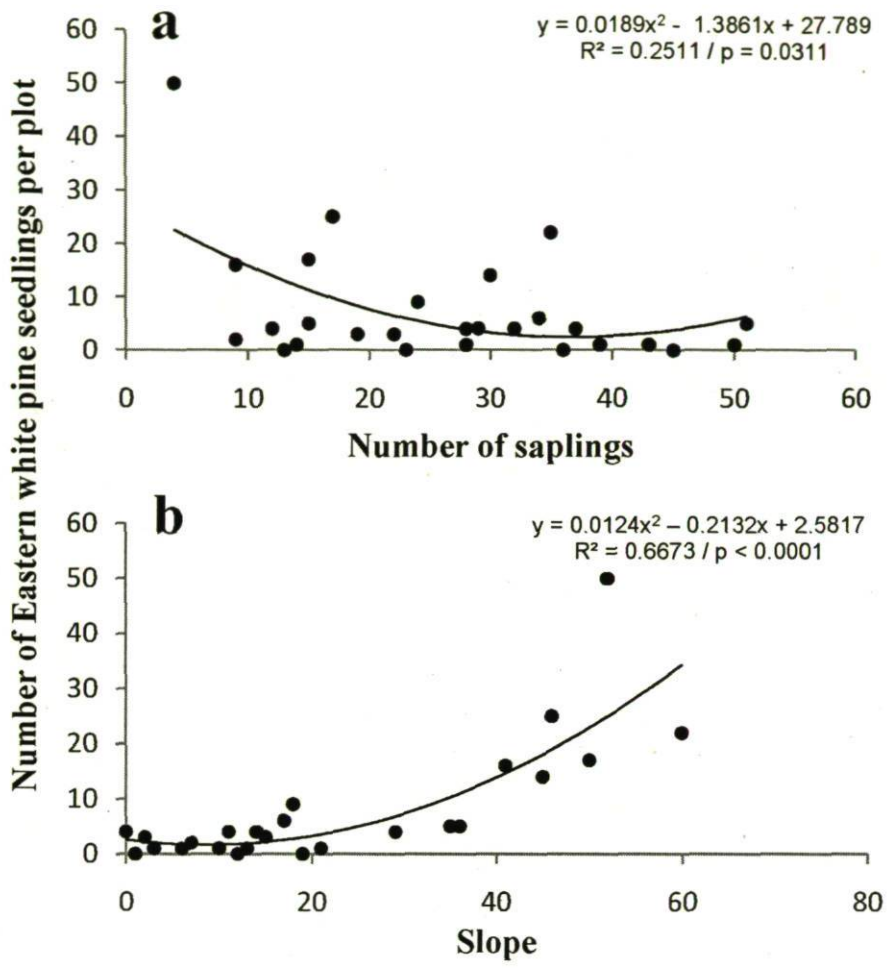 Number of Eastern white pine seedlings per plot
a
y = 0.0189x² - 1.3861x + 27.789
R² = 0.2511 / p = 0.0311
60
50
40
30
20
10
0
0 10 20 30 40 50 60
Number of saplings
b
y = 0.0124x² – 0.2132x + 2.5817
R² = 0.6673 / p < 0.0001
60
50
40
30
20
10
0
0 20 40 60 80
Slope